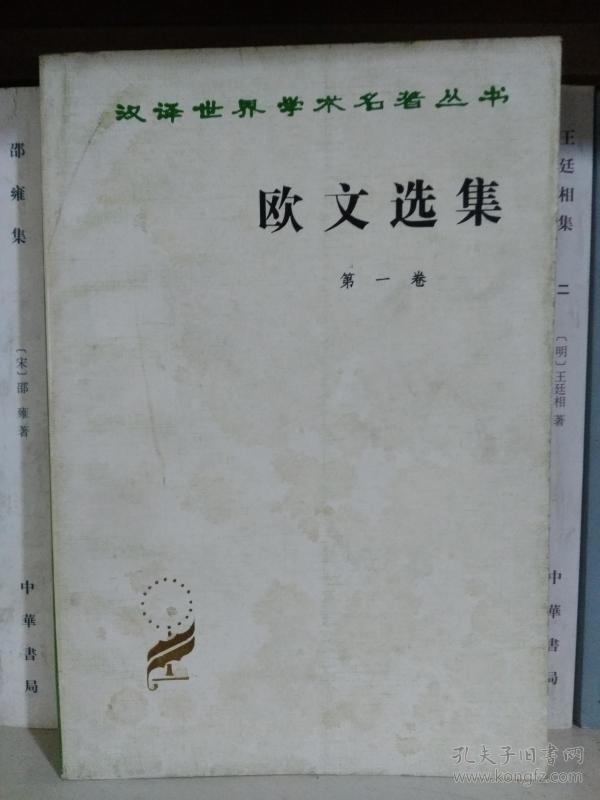 汉译世界学术名著丛书
欧文选集
第一卷
邵雍集
〔宋〕邵雍著
中華書局
王廷相集
二
〔明〕王廷相著
中華書局
孔夫子旧书网
www.kongfz.com